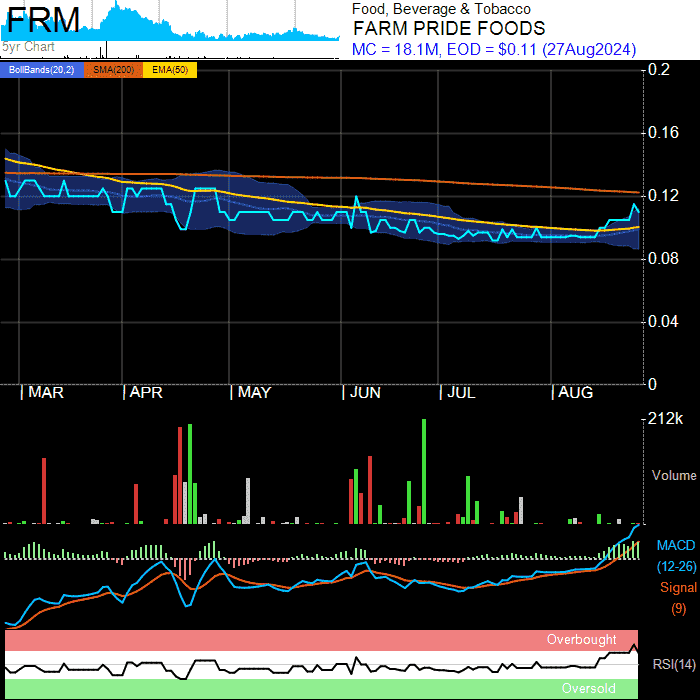 FRM
5yr Chart
Food, Beverage & Tobacco
FARM PRIDE FOODS
MC = 18.1M, EOD = $0.11 (27Aug2024)
BollBands(20,2) SMA(200) EMA(50)
0.2
0.16
0.12
0.08
0.04
0
MAR APR MAY JUN JUL AUG
212k
Volume
MACD
(12-26)
Signal
(9)
Overbought
RSI(14)
Oversold